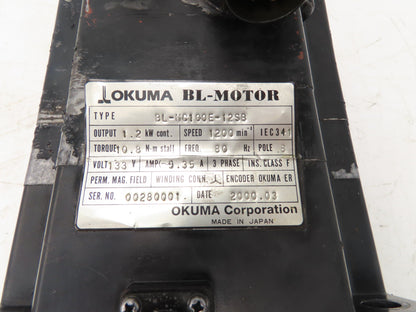 OKUMA BL-MOTOR
TYPE BL-MC100E-12SB
OUTPUT 1.2 kW cont. SPEED 1200 min⁻¹ IEC34
TORQUE 10.8 N-m stall FREQ. 80 Hz POLE 8
VOLT 133 V AMP 9.35 A 3 PHASE INS.CLASS F
PERM. MAG. FIELD WINDING CONN. ENCODER OKUMA ER
SER. NO. 00280001. DATE 2000.03
OKUMA Corporation
MADE IN JAPAN